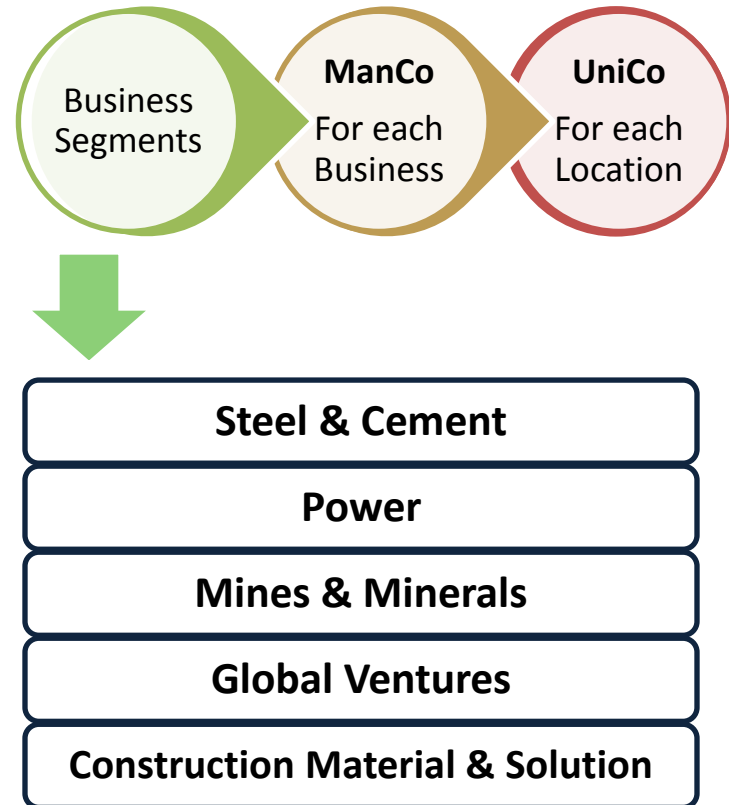 Business
Segments
ManCo
For each
Business
UniCo
For each
Location
Steel & Cement
Power
Mines & Minerals
Global Ventures
Construction Material & Solution